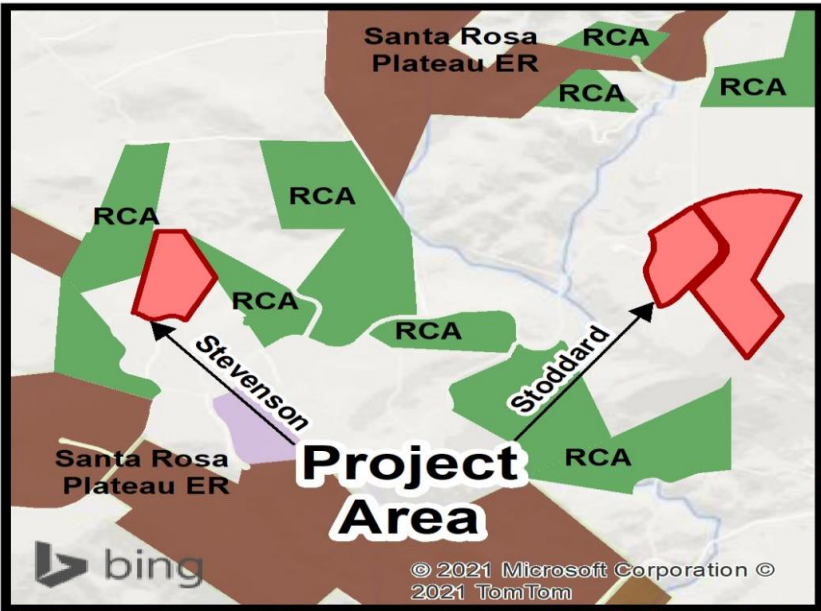 Santa Rosa
Plateau ER
RCA
RCA
RCA
RCA
RCA
RCA
RCA
Stevenson
Stoddard
RCA
Santa Rosa
Plateau ER
Project
Area
bing
© 2021 Microsoft Corporation ©
2021 TomTom